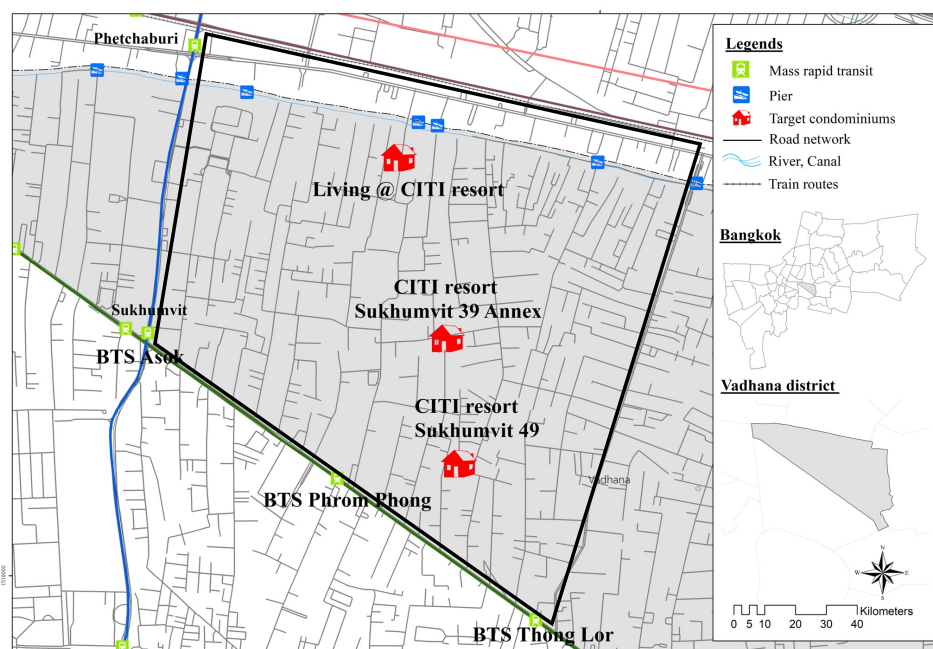 Phetchaburi
Living @ CITI resort
CITI resort
Sukhumvit 39 Annex
Sukhumvit
BTS Asok
CITI resort
Sukhumvit 49
Vadhana
BTS Phrom Phong
BTS Thong Lor
1518000
Legends
Mass rapid transit
Pier
Target condominiums
Road network
River, Canal
Train routes
Bangkok
Vadhana district
N
W E
S
0 5 10 20 30 40 Kilometers